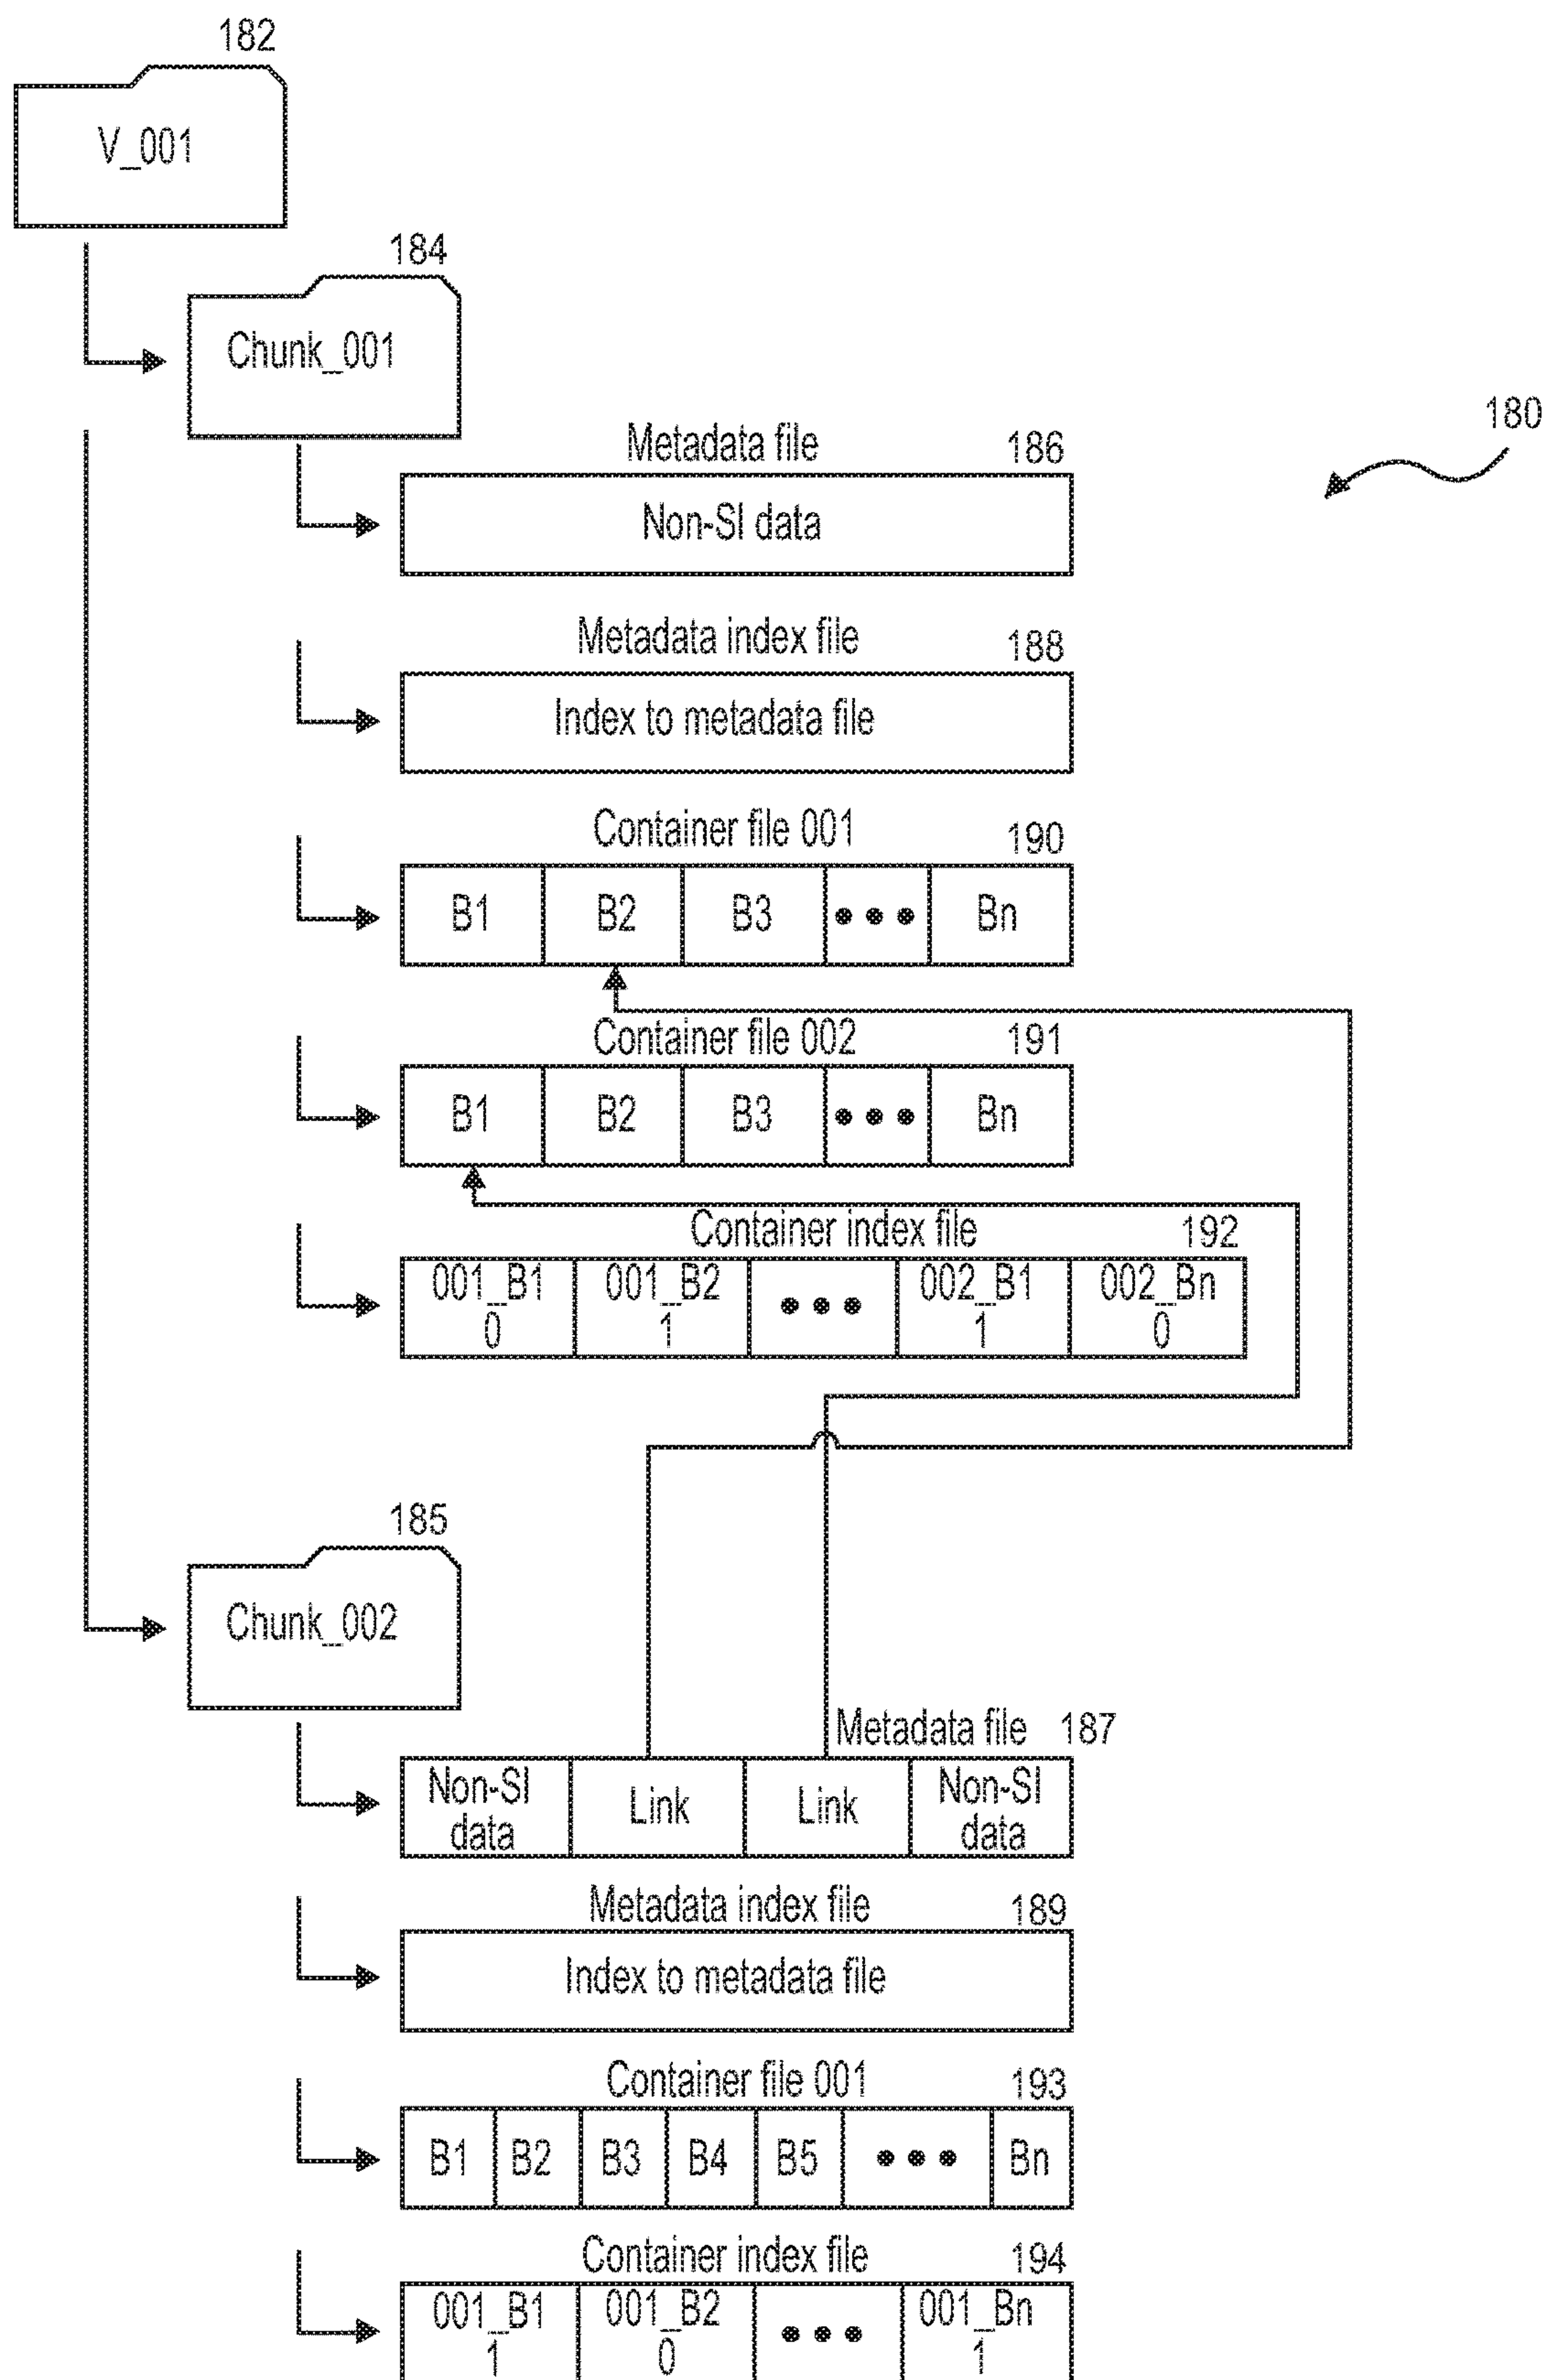 182
V_001
184
Chunk_001
180
Metadata file 186
Non-SI data
Metadata index file 188
Index to metadata file
Container file 001 190
B1 B2 B3 ••• Bn
Container file 002 191
B1 B2 B3 ••• Bn
Container index file 192
001_B1 001_B2 ••• 002_B1 002_Bn
0 1 1 0
185
Chunk_002
Metadata file 187
Non-SI Link Link Non-SI
data data
Metadata index file 189
Index to metadata file
Container file 001 193
B1 B2 B3 B4 B5 ••• Bn
Container index file 194
001_B1 001_B2 ••• 001_Bn
1 0 1